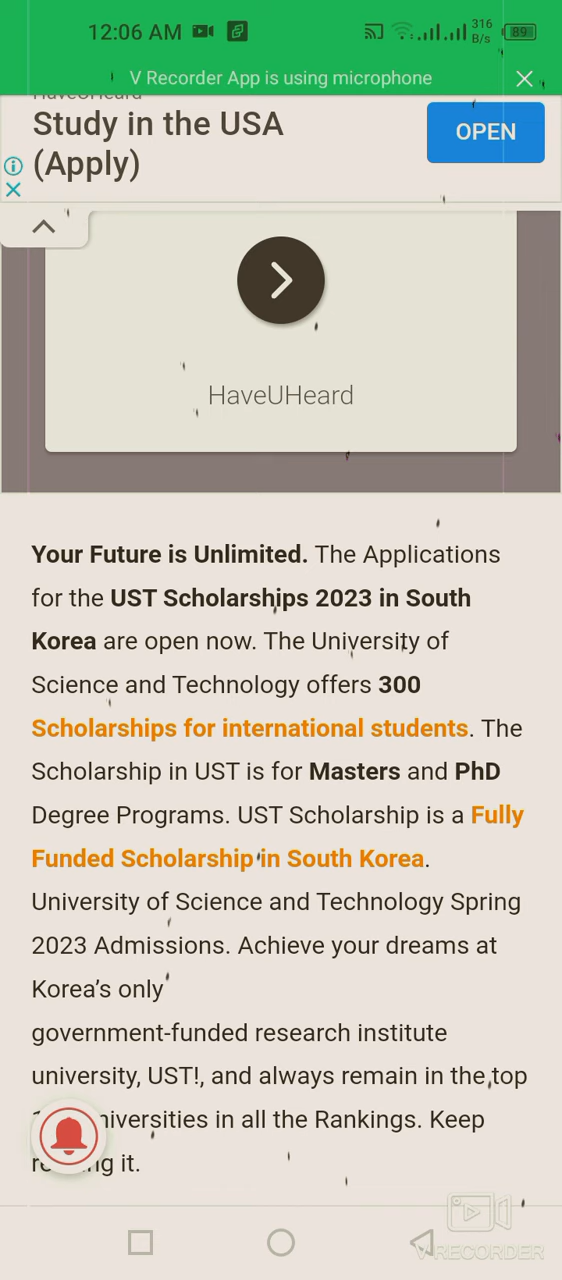 12:06 AM
316
B/s
89
V Recorder App is using microphone
HaveUHeard
Study in the USA
(Apply)
OPEN
HaveUHeard
Your Future is Unlimited. The Applications
for the UST Scholarships 2023 in South
Korea are open now. The University of
Science and Technology offers 300
Scholarships for international students. The
Scholarship in UST is for Masters and PhD
Degree Programs. UST Scholarship is a Fully
Funded Scholarship in South Korea.
University of Science and Technology Spring
2023 Admissions. Achieve your dreams at
Korea’s only
government-funded research institute
university, UST!, and always remain in the top
in all the Rankings. Keep
it.
V RECORDER